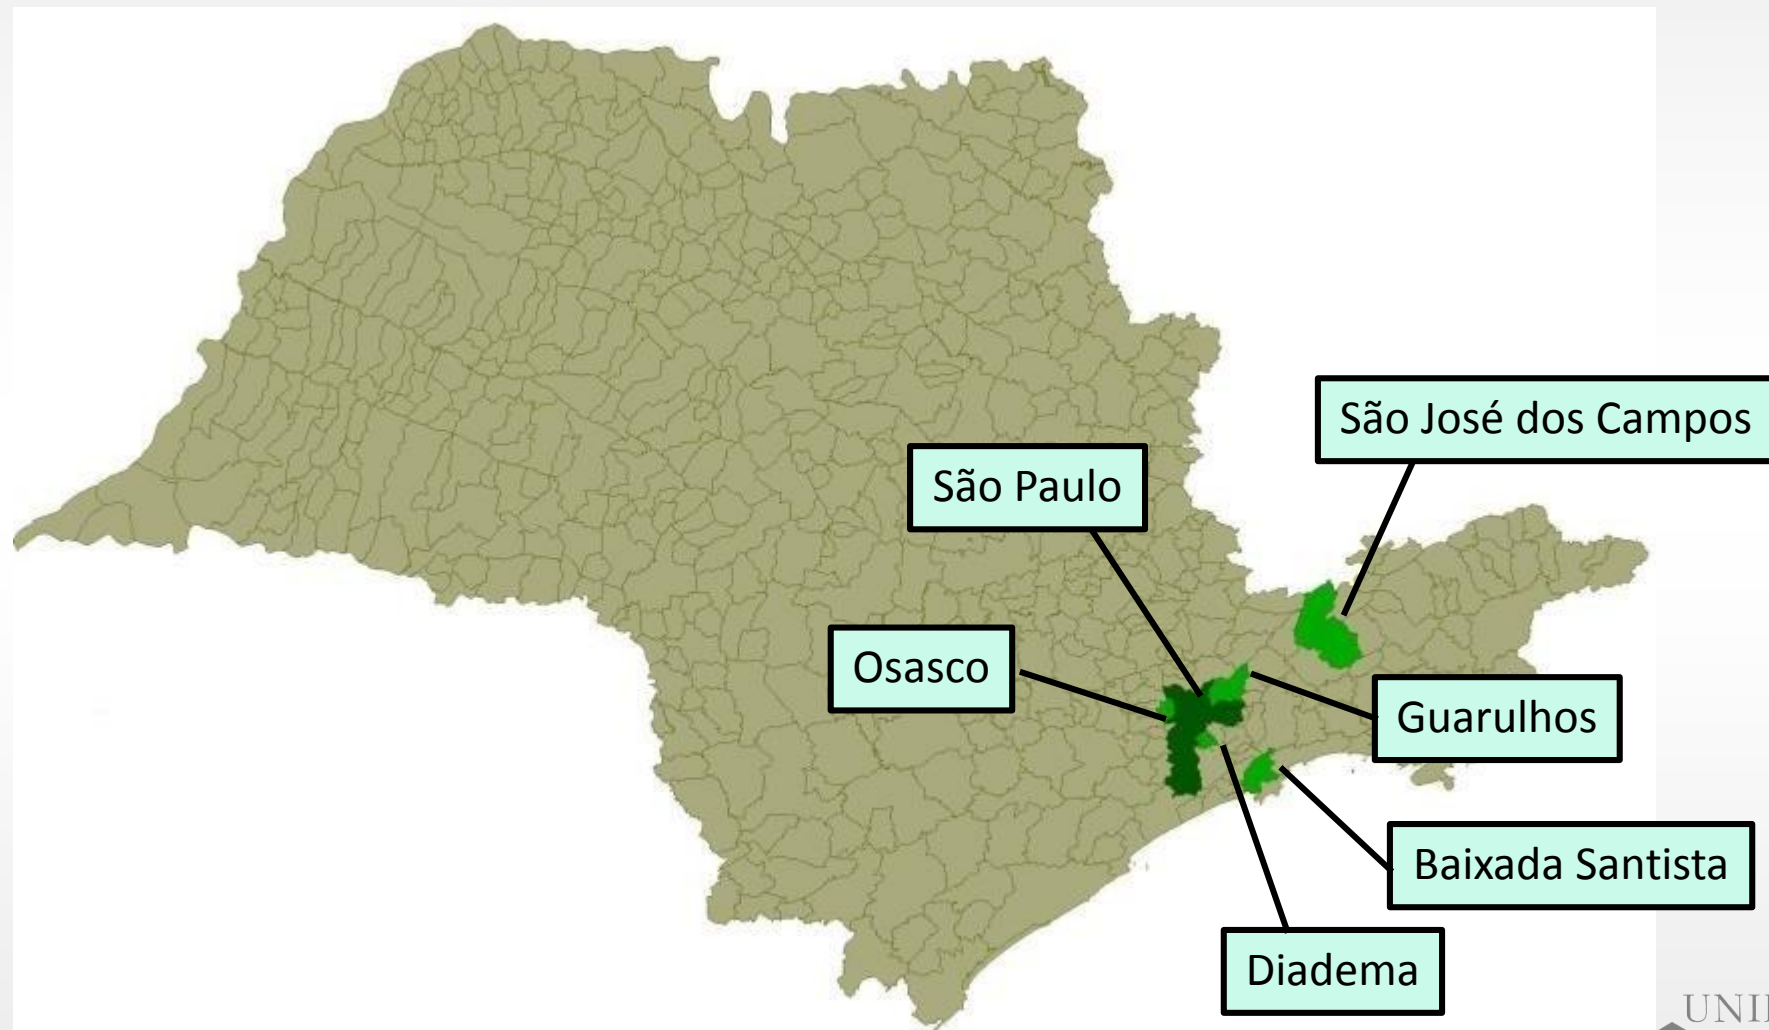 São José dos Campos
São Paulo
Osasco
Guarulhos
Baixada Santista
Diadema